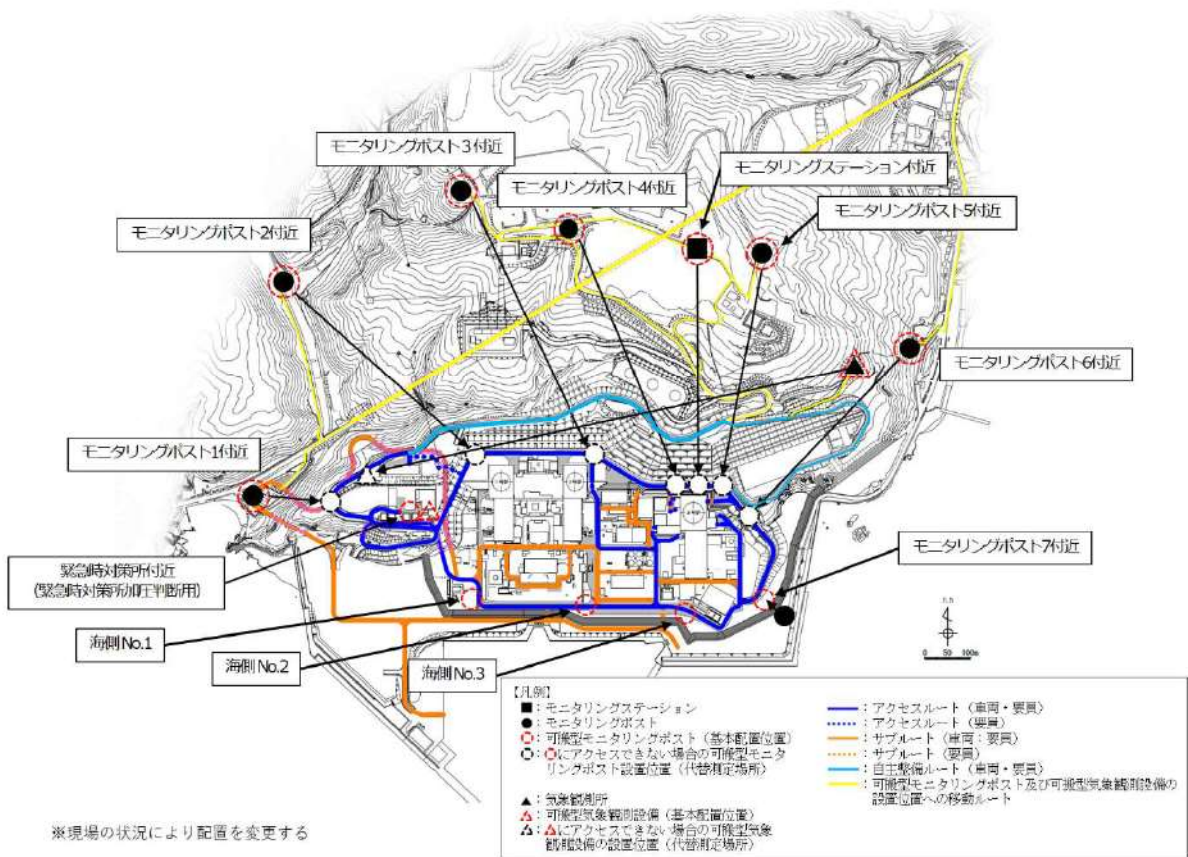 モニタリングポスト3付近
モニタリングステーション付近
モニタリングポスト4付近
モニタリングポスト5付近
モニタリングポスト2付近
モニタリングポスト6付近
モニタリングポスト1付近
モニタリングポスト7付近
緊急時対策所付近
(緊急時対策所加圧判断用)
海側No.1
海側No.2
海側No.3
0 50 100m
【凡例】
■:モニタリングステーション
●:モニタリングポスト
:可搬型モニタリングポスト(基本配置位置)
:にアクセスできない場合の可搬型モニタ
リングポスト設置位置(代替測定場所)
▲:気象観測所
:可搬型気象観測設備(基本配置位置)
:にアクセスできない場合の可搬型気象
観測設備の設置位置(代替測定場所)
:アクセスルート(車両・要員)
:アクセスルート(要員)
:サブルート(車両・要員)
:サブルート(要員)
:自主整備ルート(車両・要員)
:可搬型モニタリングポスト及び可搬型気象観測設備の
設置位置への移動ルート
※現場の状況により配置を変更する